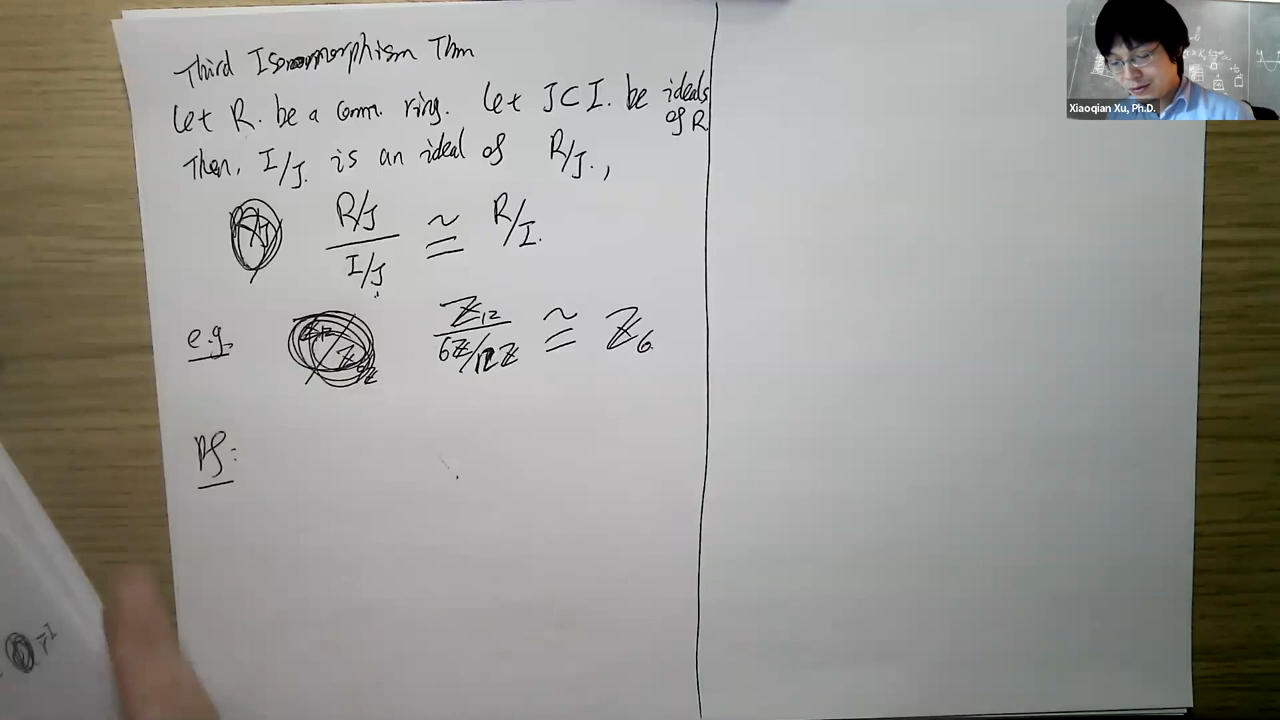 Third Isomorphism Thm
Let R. be a comm. ring. Let J⊂I. be ideals of R
Then, I/J. is an ideal of R/J.,
(R/J)/(I/J) ≅ R/I.
e.g. Z₁₂/(6Z/12Z) ≅ Z₆
Pf:
Xiaoqian Xu, Ph.D.